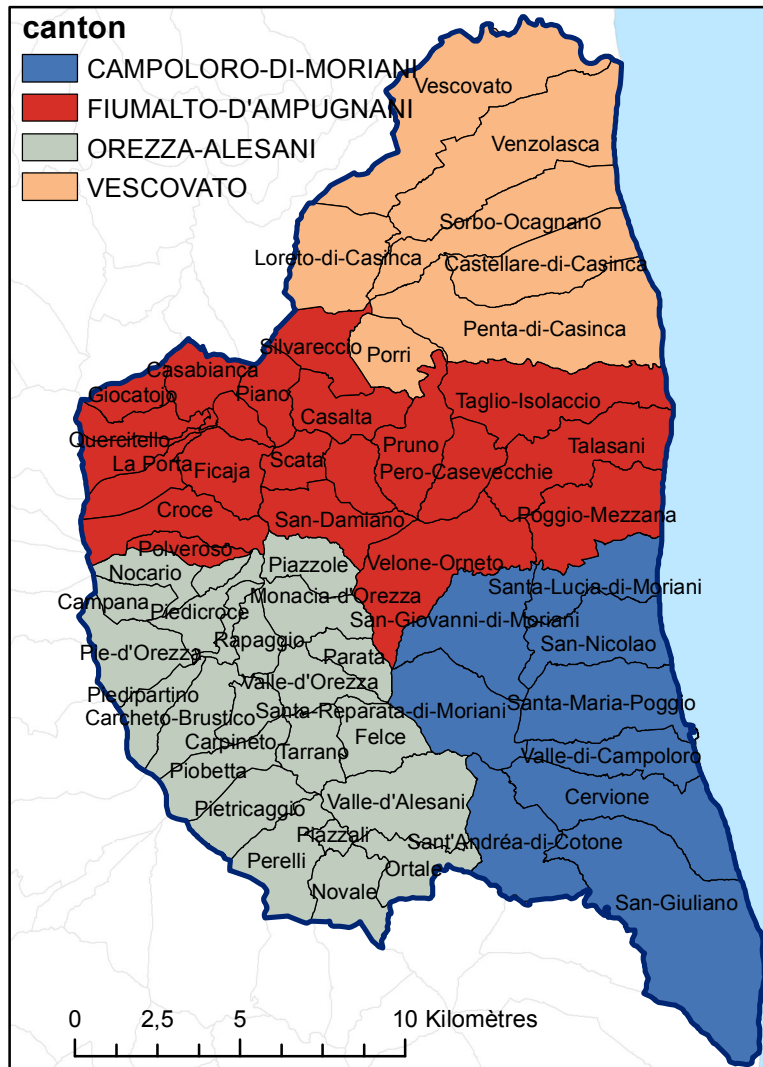 canton
CAMPOLORO-DI-MORIANI
FIUMALTO-D'AMPUGNANI
OREZZA-ALESANI
VESCOVATO
Vescovato
Venzolasca
Sorbo-Ocagnano
Loreto-di-Casinca
Castellare-di-Casinca
Penta-di-Casinca
Silvareccio
Porri
Casabianca
Giocatojo
Piano
Taglio-Isolaccio
Casalta
Quercitello
Pruno
Talasani
La Porta
Ficaja
Scata
Pero-Casevecchie
Croce
San-Damiano
Poggio-Mezzana
Polveroso
Velone-Orneto
Nocario
Piazzole
Santa-Lucia-di-Moriani
Campana
Monacia-d'Orezza
Piedicroce
San-Giovanni-di-Moriani
Rapaggio
San-Nicolao
Pie-d'Orezza
Parata
Valle-d'Orezza
Piedipartino
Santa-Maria-Poggio
Carcheto-Brustico
Santa-Reparata-di-Moriani
Carpineto
Felce
Tarrano
Valle-di-Campoloro
Piobetta
Cervione
Pietricaggio
Valle-d'Alesani
Piazzali
Sant'Andréa-di-Cotone
Perelli
Ortale
Novale
San-Giuliano
0 2,5 5 10 Kilomètres